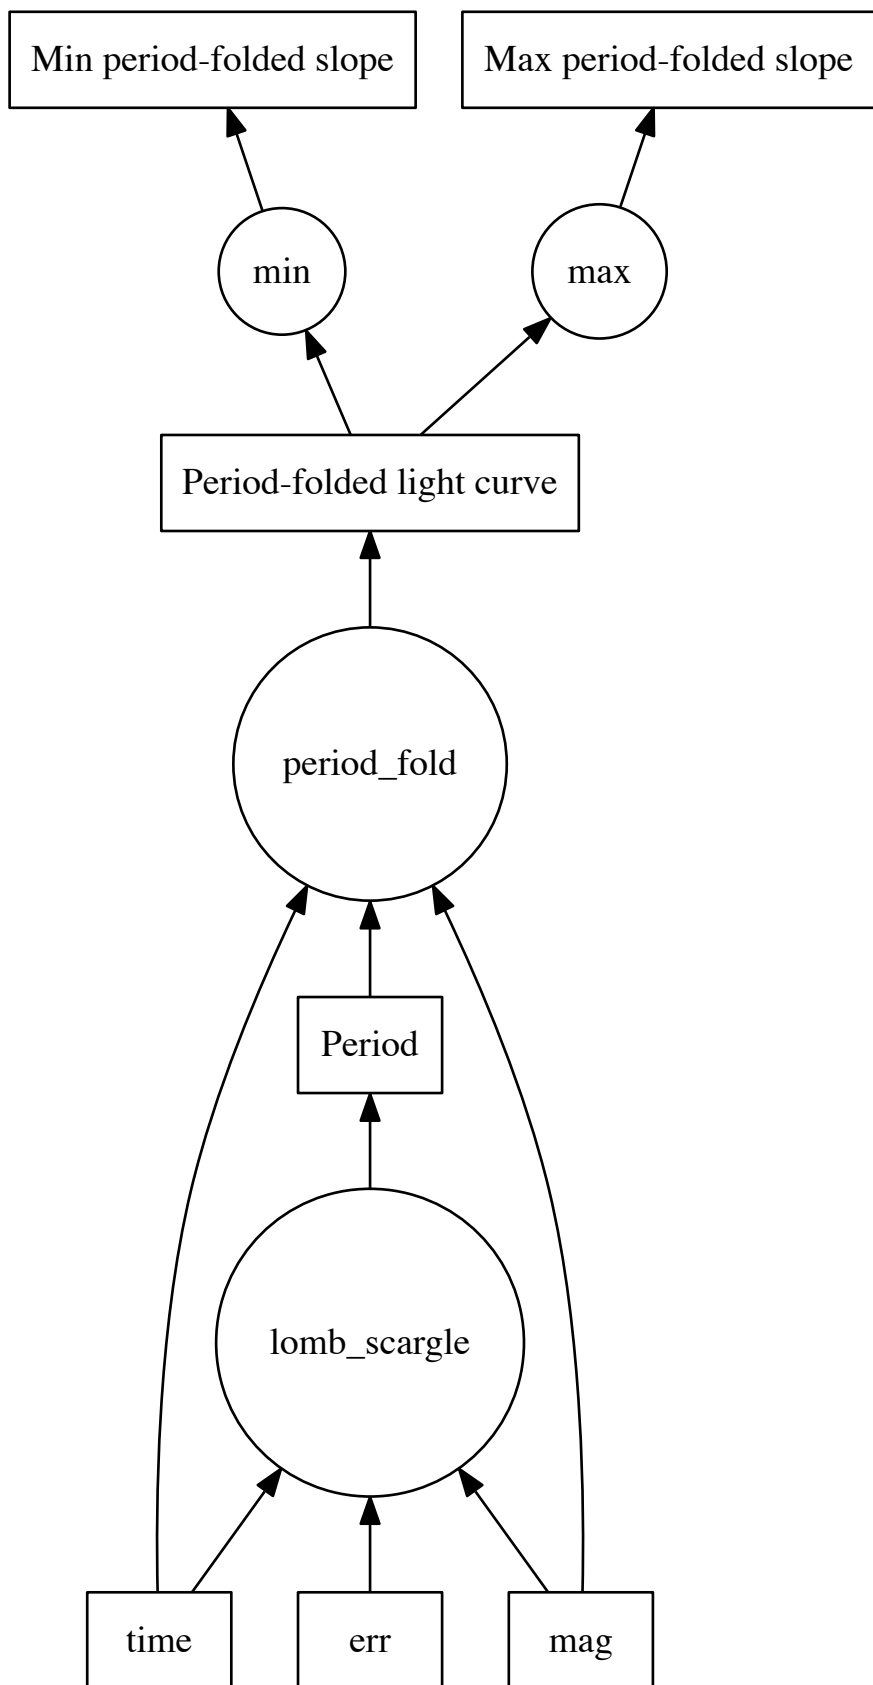 Min period-folded slope
Max period-folded slope
min
max
Period-folded light curve
period_fold
Period
lomb_scargle
time
err
mag